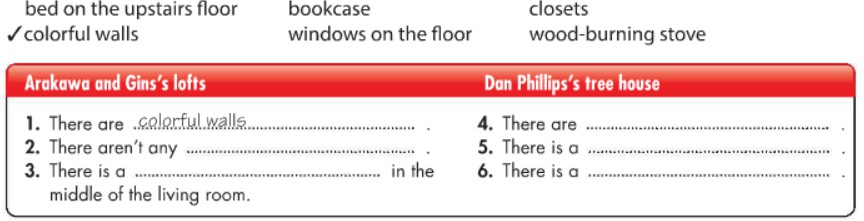 bed on the upstairs floor bookcase closets
✓colorful walls windows on the floor wood-burning stove
Arakawa and Gins's lofts Dan Phillips's tree house
1. There are colorful walls .
2. There aren't any .
3. There is a in the
middle of the living room.
4. There are .
5. There is a .
6. There is a .